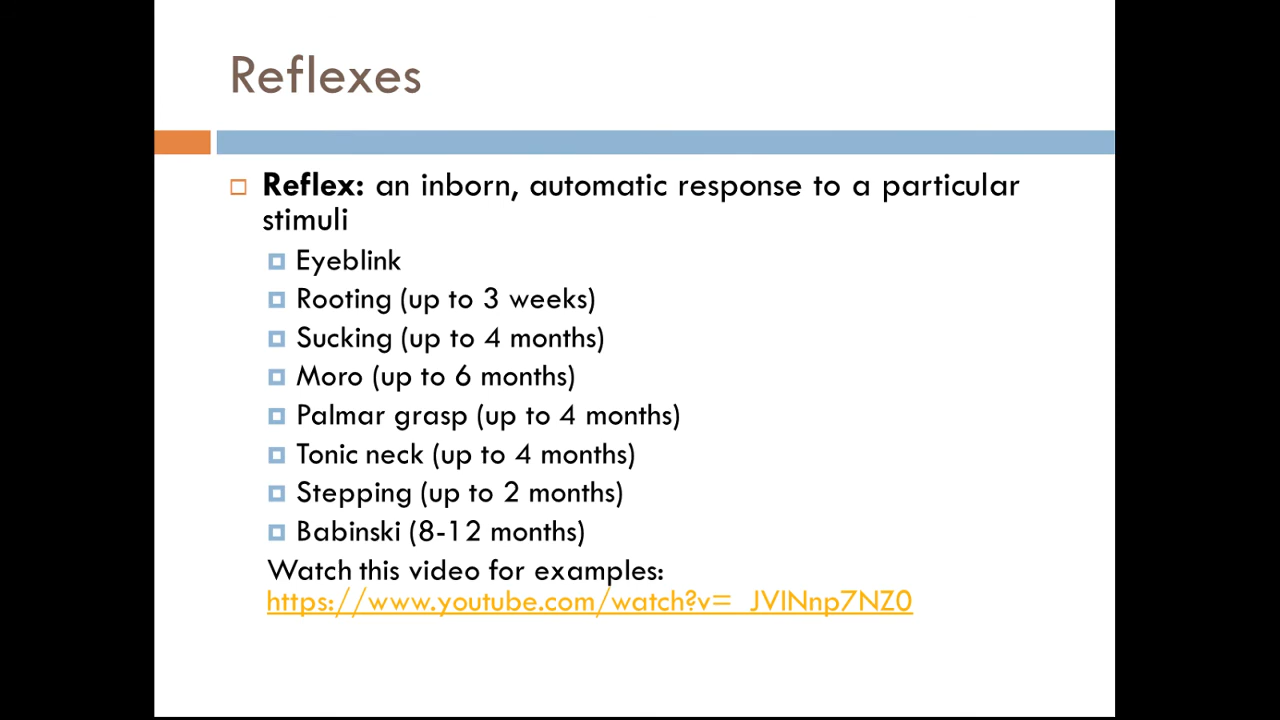 Reflexes
Reflex: an inborn, automatic response to a particular
stimuli
Eyeblink
Rooting (up to 3 weeks)
Sucking (up to 4 months)
Moro (up to 6 months)
Palmar grasp (up to 4 months)
Tonic neck (up to 4 months)
Stepping (up to 2 months)
Babinski (8-12 months)
Watch this video for examples:
https://www.youtube.com/watch?v=_JVINnp7NZ0